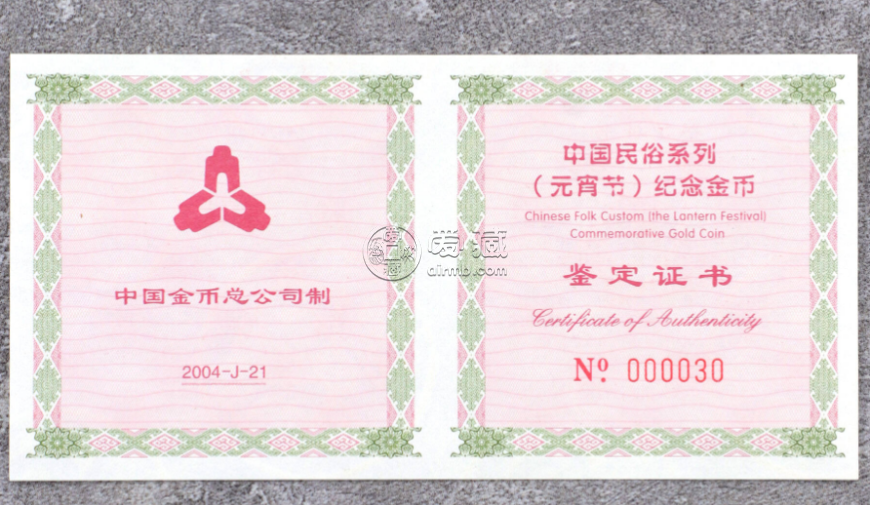 中国金币总公司制
2004-J-21
中国民俗系列
（元宵节）纪念金币
Chinese Folk Custom (the Lantern Festival)
Commemorative Gold Coin
鉴定证书
Certificate of Authenticity
Nº 000030
爱藏
airmb.com